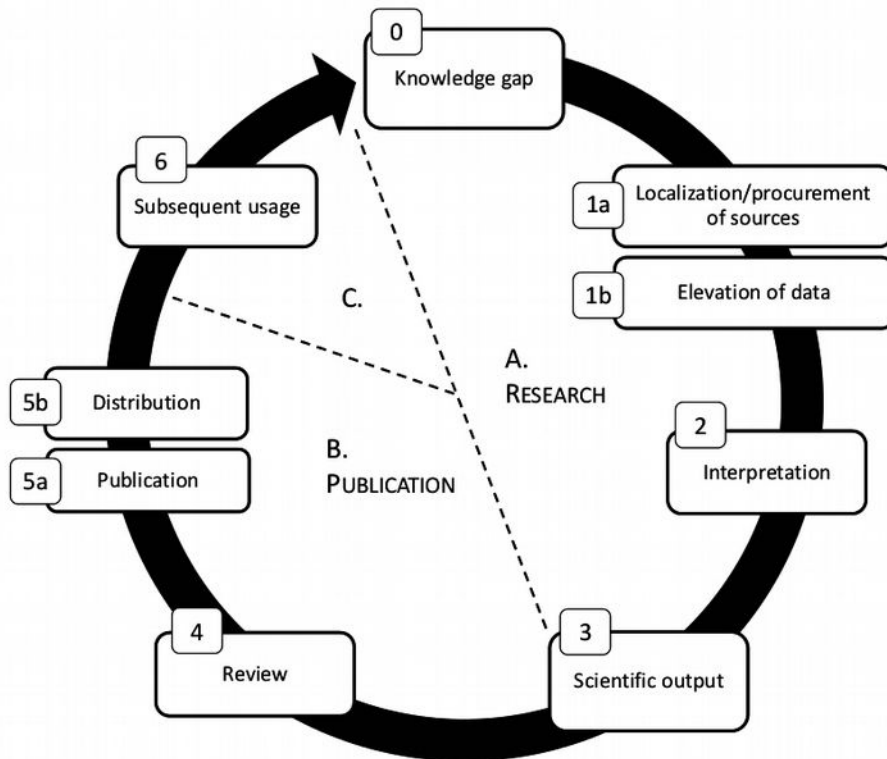 0
Knowledge gap
1a
Localization/procurement
of sources
1b
Elevation of data
2
Interpretation
3
Scientific output
4
Review
5a
Publication
5b
Distribution
6
Subsequent usage
A.
RESEARCH
B.
PUBLICATION
C.